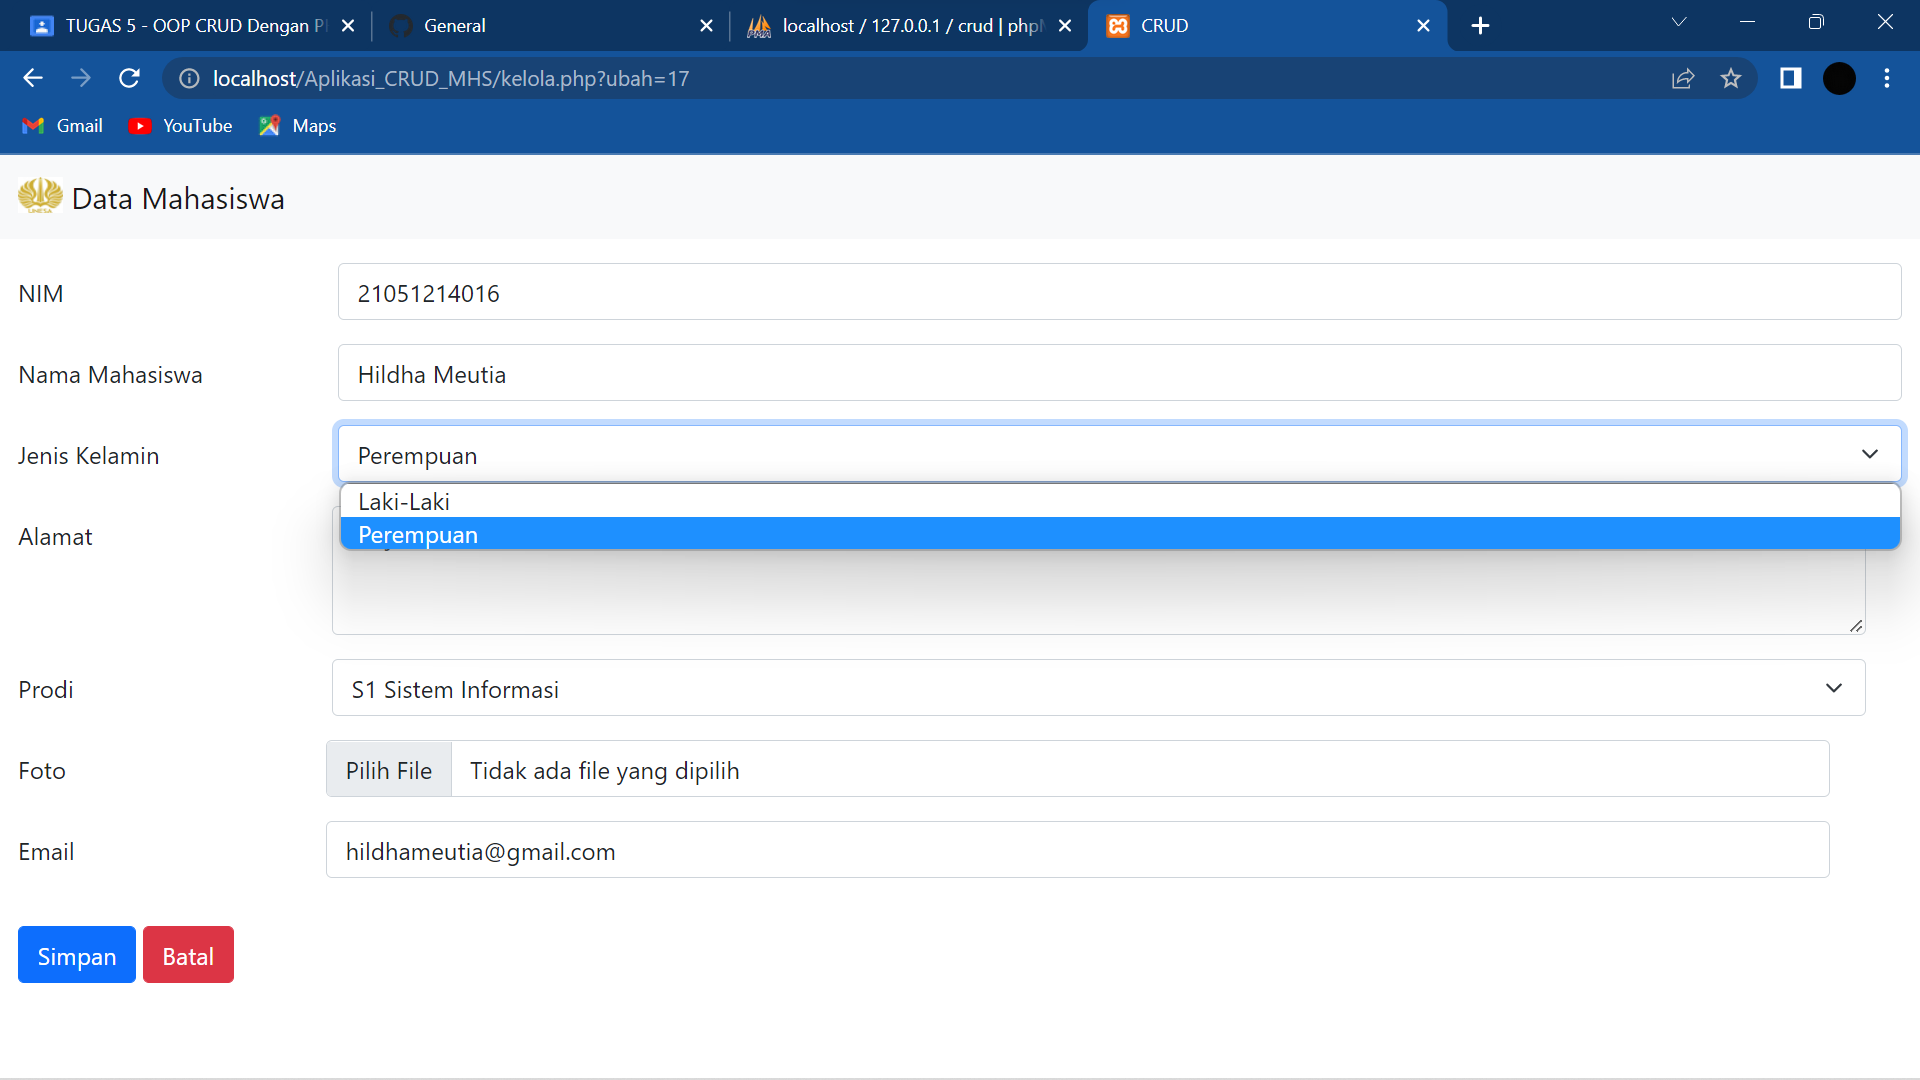 TUGAS 5 - OOP CRUD Dengan P
General
localhost / 127.0.0.1 / crud | php
CRUD
localhost/Aplikasi_CRUD_MHS/kelola.php?ubah=17
Gmail YouTube Maps
UNESA
Data Mahasiswa
NIM 21051214016
Nama Mahasiswa Hildha Meutia
Jenis Kelamin Perempuan
Laki-Laki
Perempuan
Alamat
Prodi S1 Sistem Informasi
Foto Pilih File Tidak ada file yang dipilih
Email hildhameutia@gmail.com
Simpan Batal